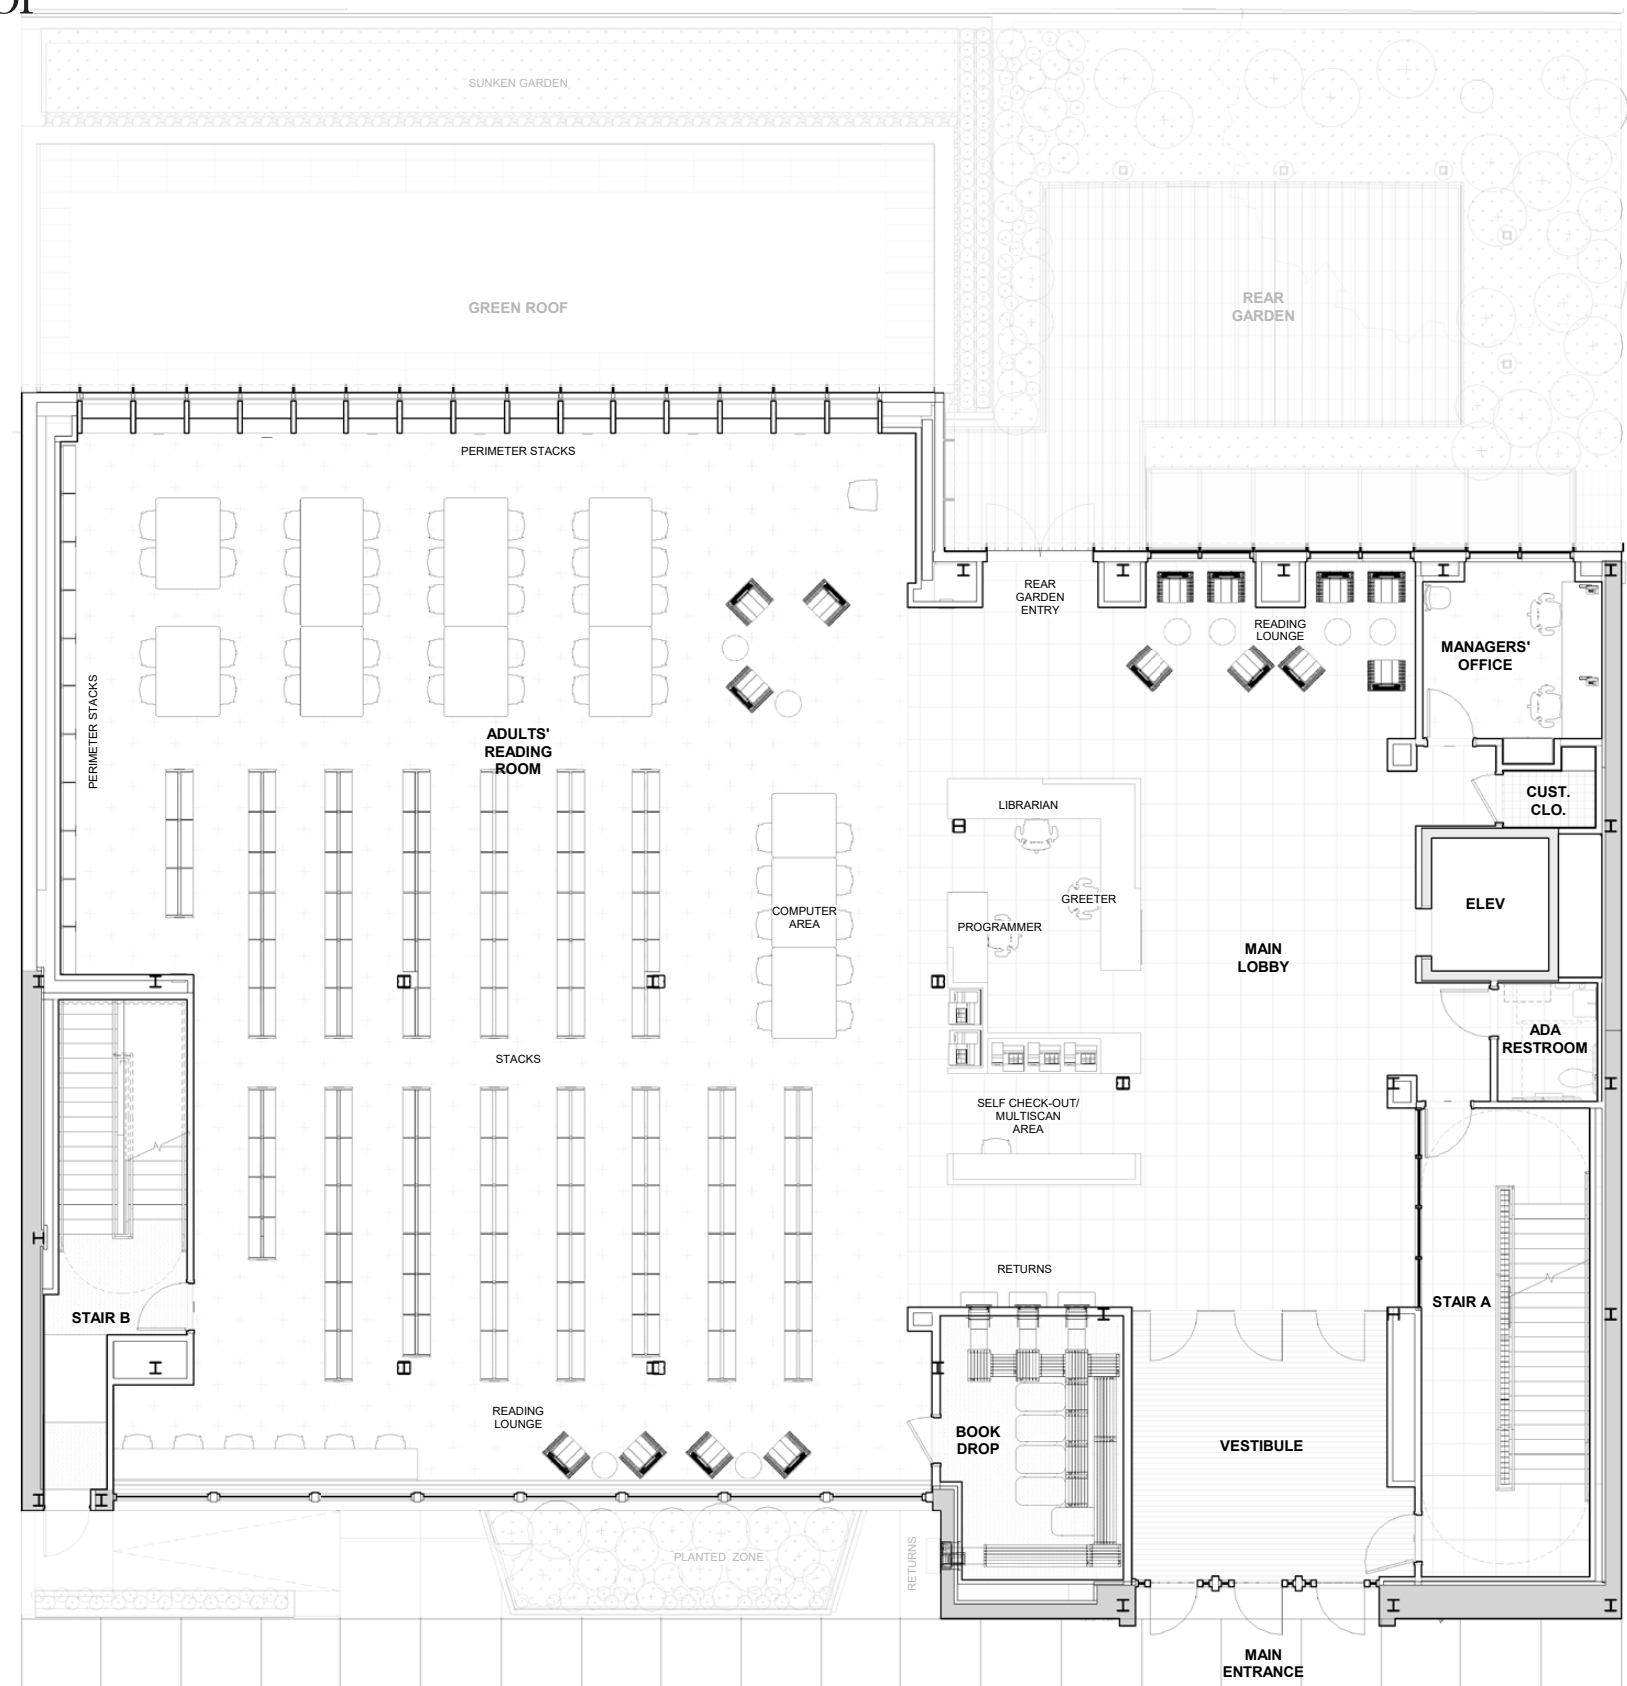 SUNKEN GARDEN
GREEN ROOF
REAR
GARDEN
PERIMETER STACKS
REAR
GARDEN
ENTRY
READING
LOUNGE
MANAGERS'
OFFICE
PERIMETER STACKS
ADULTS'
READING
ROOM
CUST.
CLO.
LIBRARIAN
GREETER
ELEV
COMPUTER
AREA
PROGRAMMER
MAIN
LOBBY
ADA
RESTROOM
STACKS
SELF CHECK-OUT/
MULTISCAN
AREA
RETURNS
STAIR B
STAIR A
READING
LOUNGE
BOOK
DROP
VESTIBULE
PLANTED ZONE
RETURNS
MAIN
ENTRANCE